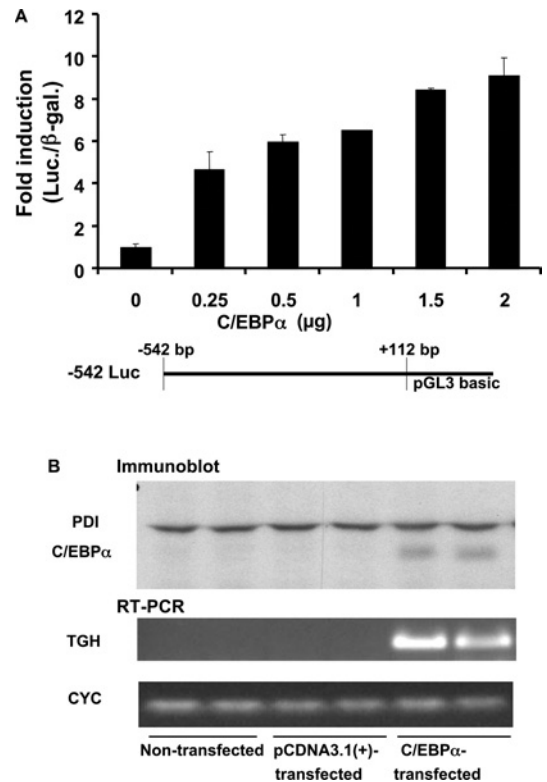 A
Fold induction
(Luc./β-gal.)
12
10
8
6
4
2
0
0 0.25 0.5 1 1.5 2
C/EBPα (µg)
-542 bp +112 bp
-542 Luc
pGL3 basic
B Immunoblot
PDI
C/EBPα
RT-PCR
TGH
CYC
Non-transfected pCDNA3.1(+)- C/EBPα-
transfected transfected